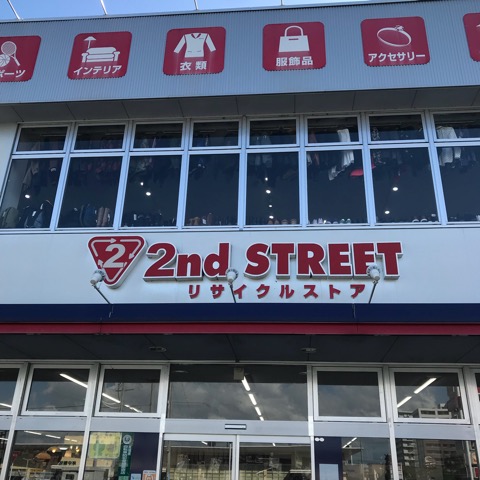 ポーツ
インテリア
衣類
服飾品
アクセサリー
2 2nd STREET
リサイクルストア